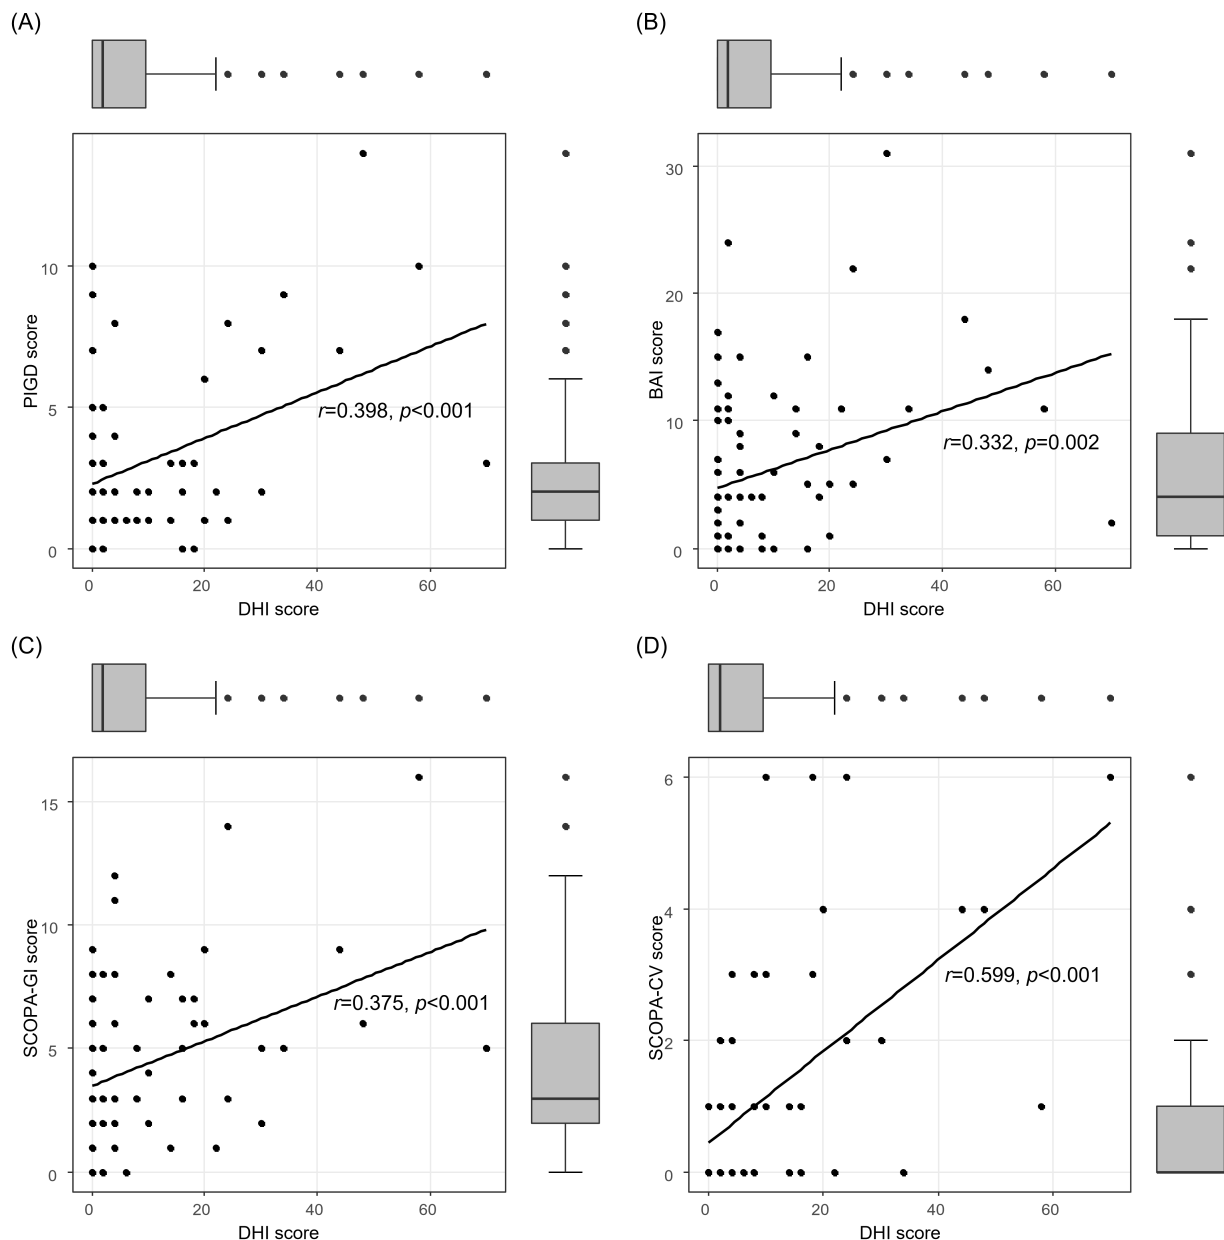 (A)
(B)
PIGD score
10
5
0
r=0.398, p<0.001
0 20 40 60
DHI score
BAI score
30
20
10
0
r=0.332, p=0.002
0 20 40 60
DHI score
(C)
(D)
SCOPA-GI score
15
10
5
0
r=0.375, p<0.001
0 20 40 60
DHI score
SCOPA-CV score
6
4
2
0
r=0.599, p<0.001
0 20 40 60
DHI score